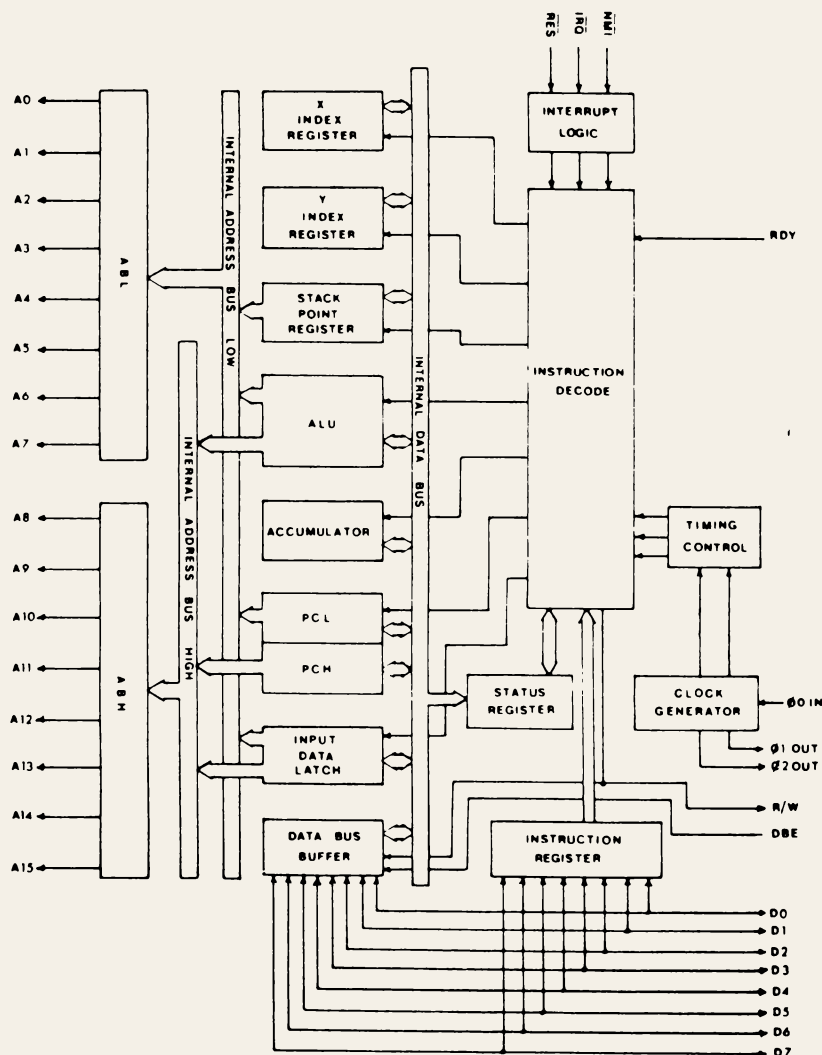 RES
IRQ
NMI
INTERRUPT
LOGIC
A0
A1
A2
A3
A4
A5
A6
A7
ABL
INTERNAL ADDRESS BUS LOW
X
INDEX
REGISTER
Y
INDEX
REGISTER
STACK
POINT
REGISTER
ALU
INTERNAL DATA BUS
INSTRUCTION
DECODE
RDY
A8
A9
A10
A11
A12
A13
A14
A15
ABH
INTERNAL ADDRESS BUS HIGH
ACCUMULATOR
PCL
PCH
INPUT
DATA
LATCH
DATA BUS
BUFFER
TIMING
CONTROL
STATUS
REGISTER
CLOCK
GENERATOR
Ø0 IN
Ø1 OUT
Ø2 OUT
R/W
DBE
INSTRUCTION
REGISTER
D0
D1
D2
D3
D4
D5
D6
D7